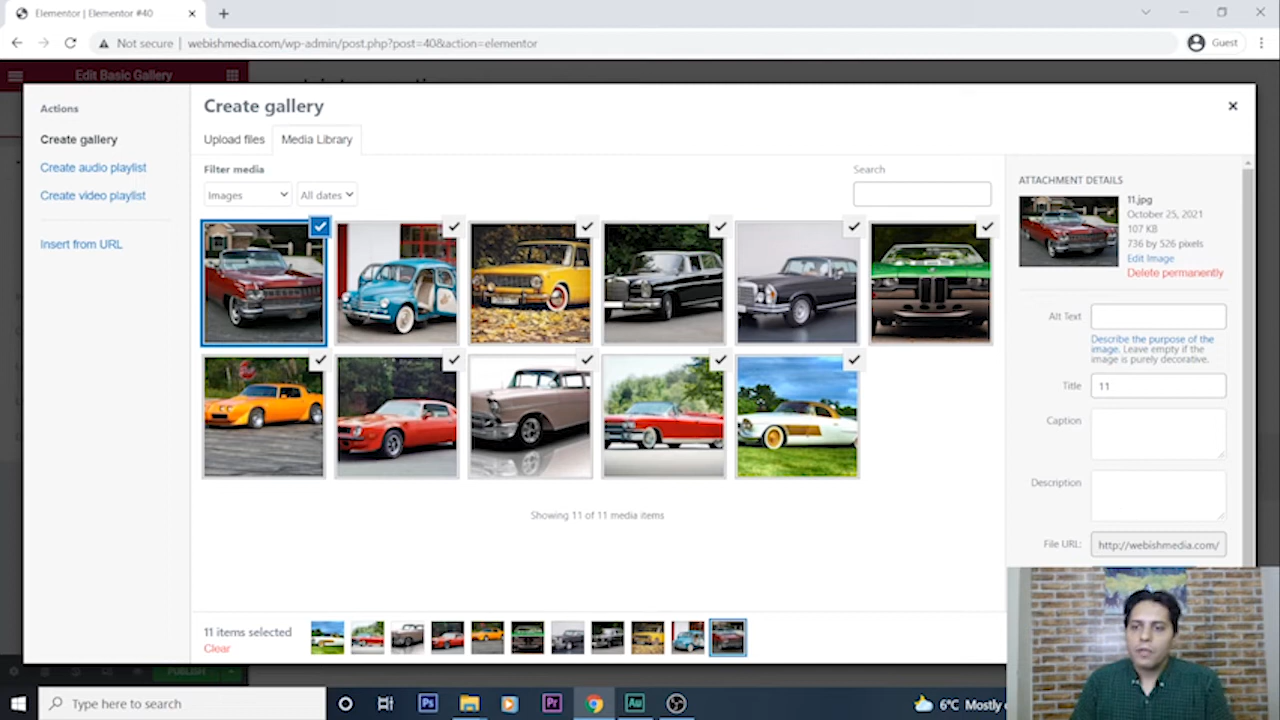 Elementor | Elementor #40
Not secure
webishmedia.com/wp-admin/post.php?post=40&action=elementor
Guest
Edit Basic Gallery
Actions
Create gallery
Create audio playlist
Create video playlist
Insert from URL
Create gallery
Upload files
Media Library
Filter media
Images
All dates
Search
Showing 11 of 11 media items
11 items selected
Clear
ATTACHMENT DETAILS
11.jpg
October 25, 2021
107 KB
736 by 526 pixels
Edit Image
Delete permanently
Alt Text
Describe the purpose of the
image. Leave empty if the
image is purely decorative.
Title
11
Caption
Description
File URL:
http://webishmedia.com/
PUBLISH
Type here to search
Ps
Pr
Au
6°C Mostly